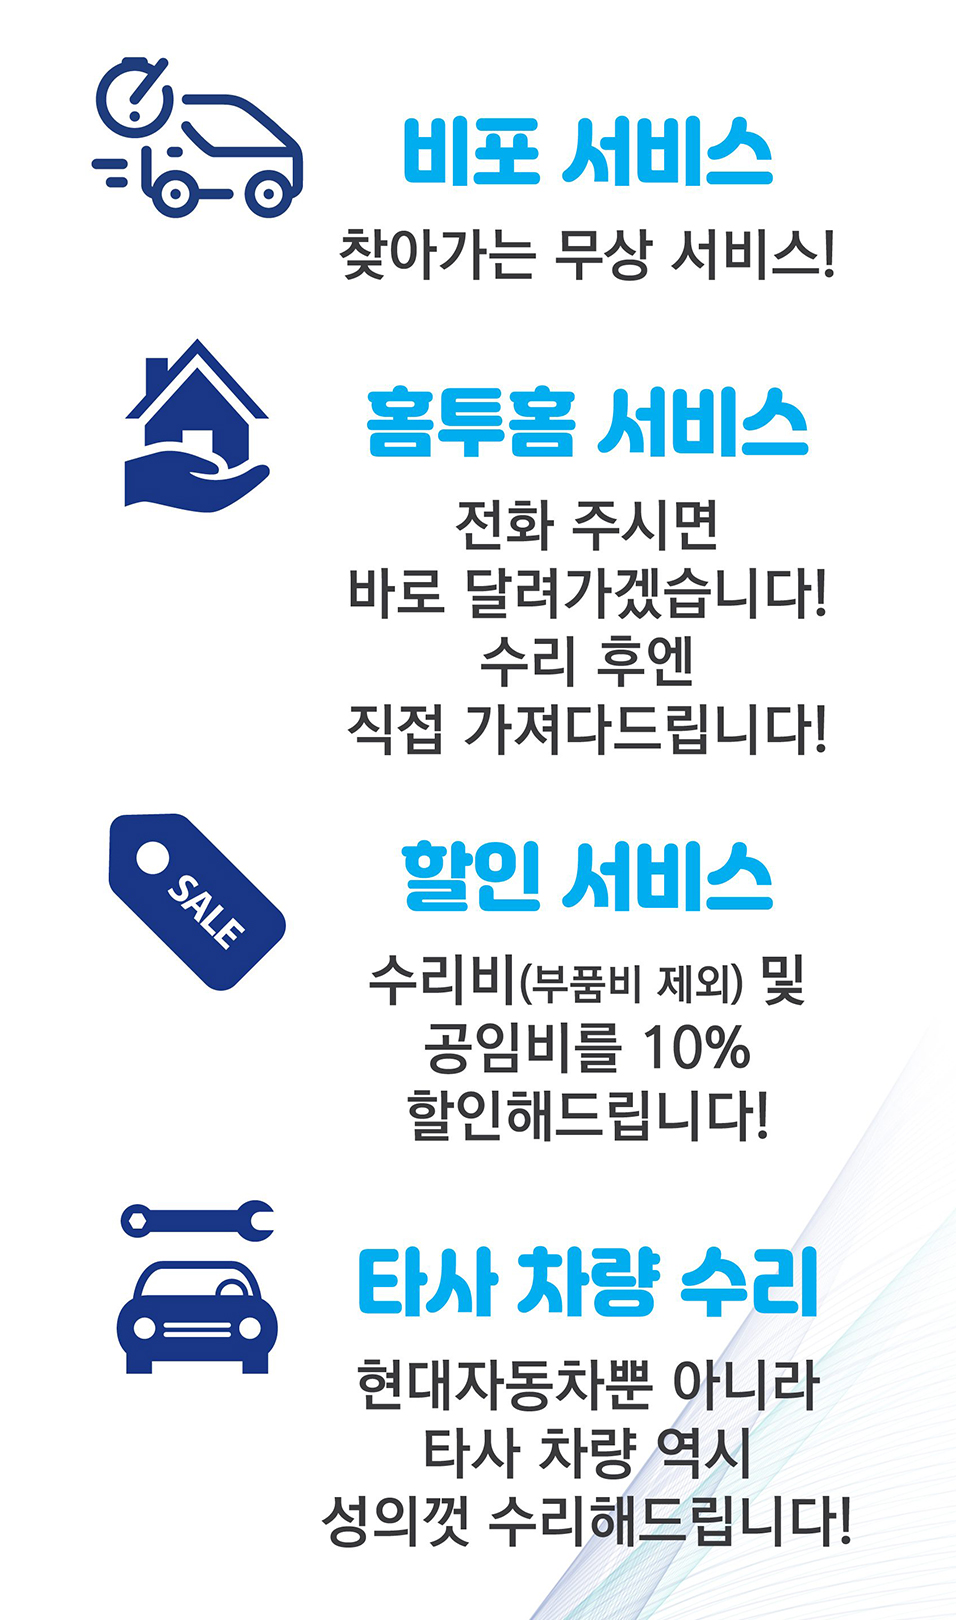 비포 서비스
찾아가는 무상 서비스!
홈투홈 서비스
전화 주시면
바로 달려가겠습니다!
수리 후엔
직접 가져다드립니다!
SALE
할인 서비스
수리비(부품비 제외) 및
공임비를 10%
할인해드립니다!
타사 차량 수리
현대자동차뿐 아니라
타사 차량 역시
성의껏 수리해드립니다!